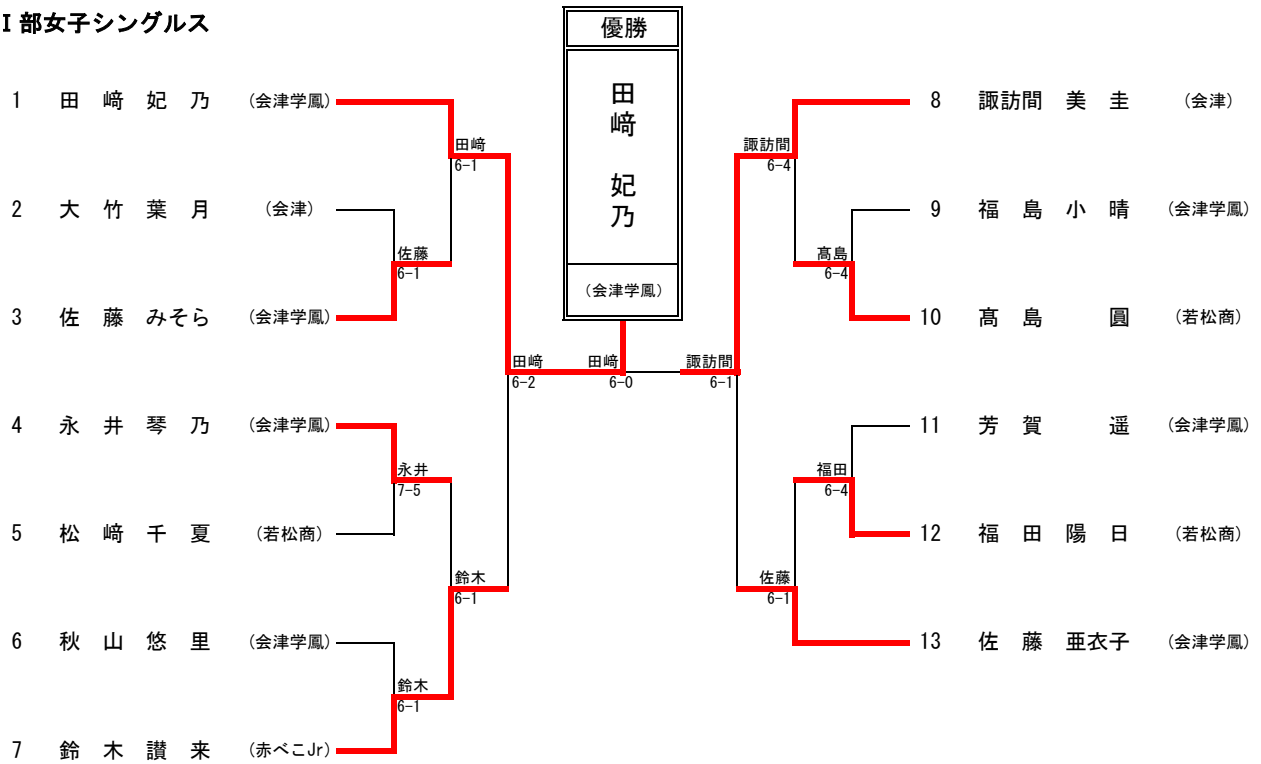 Ⅰ部女子シングルス
優勝
田﨑 妃乃
(会津学鳳)
1 田 﨑 妃 乃 (会津学鳳)
2 大 竹 葉 月 (会津)
3 佐 藤 みそら (会津学鳳)
4 永 井 琴 乃 (会津学鳳)
5 松 﨑 千 夏 (若松商)
6 秋 山 悠 里 (会津学鳳)
7 鈴 木 讃 来 (赤べこJr)
田﨑
6-1
佐藤
6-1
永井
7-5
鈴木
6-1
鈴木
6-1
田﨑
6-2
田﨑
6-0
諏訪間
6-1
諏訪間
6-4
髙島
6-4
福田
6-4
佐藤
6-1
8 諏訪間 美 圭 (会津)
9 福 島 小 晴 (会津学鳳)
10 髙 島 圓 (若松商)
11 芳 賀 遥 (会津学鳳)
12 福 田 陽 日 (若松商)
13 佐 藤 亜衣子 (会津学鳳)